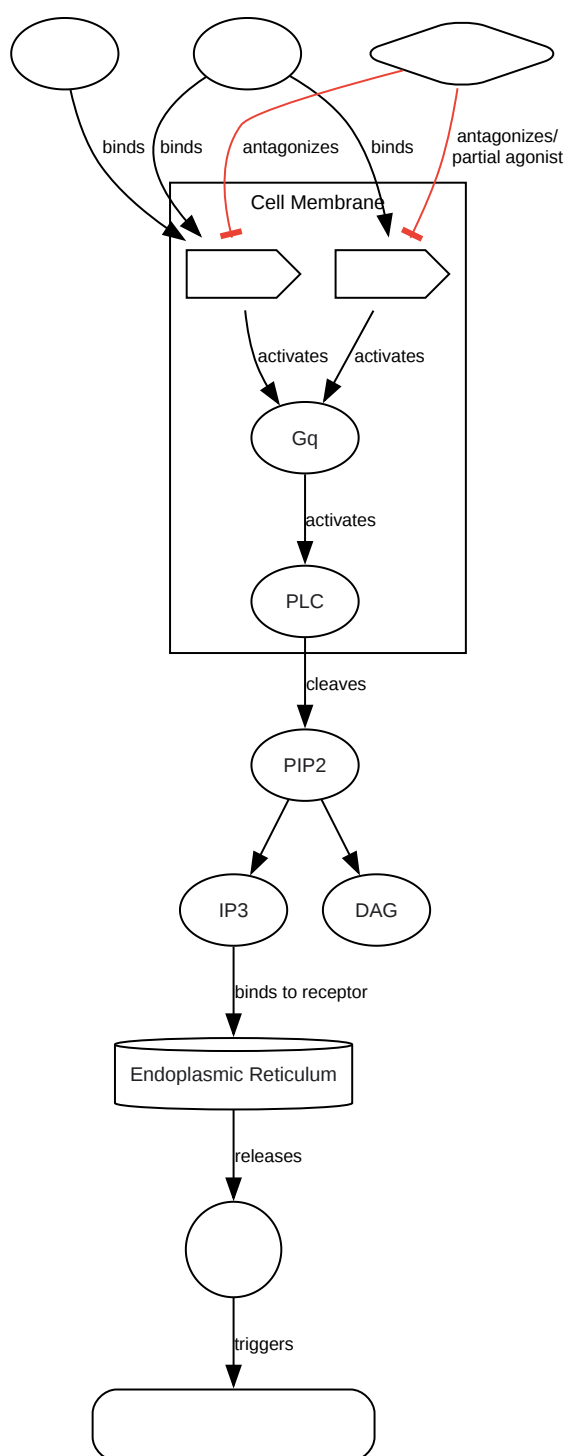 binds
binds
antagonizes
binds
antagonizes/
partial agonist
Cell Membrane
activates
activates
Gq
activates
PLC
cleaves
PIP2
IP3
DAG
binds to receptor
Endoplasmic Reticulum
releases
triggers